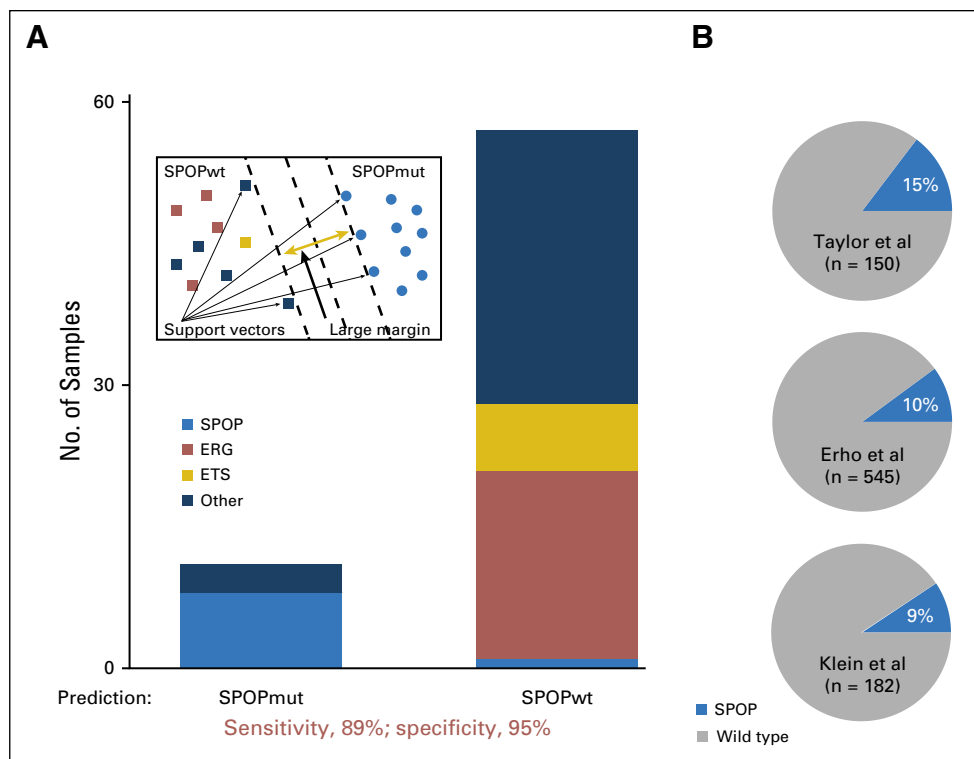 A
B
60
30
0
No. of Samples
SPOPwt
SPOPmut
Support vectors
Large margin
SPOP
ERG
ETS
Other
Prediction:
SPOPmut
SPOPwt
Sensitivity, 89%; specificity, 95%
15%
Taylor et al
(n = 150)
10%
Erho et al
(n = 545)
9%
Klein et al
(n = 182)
SPOP
Wild type